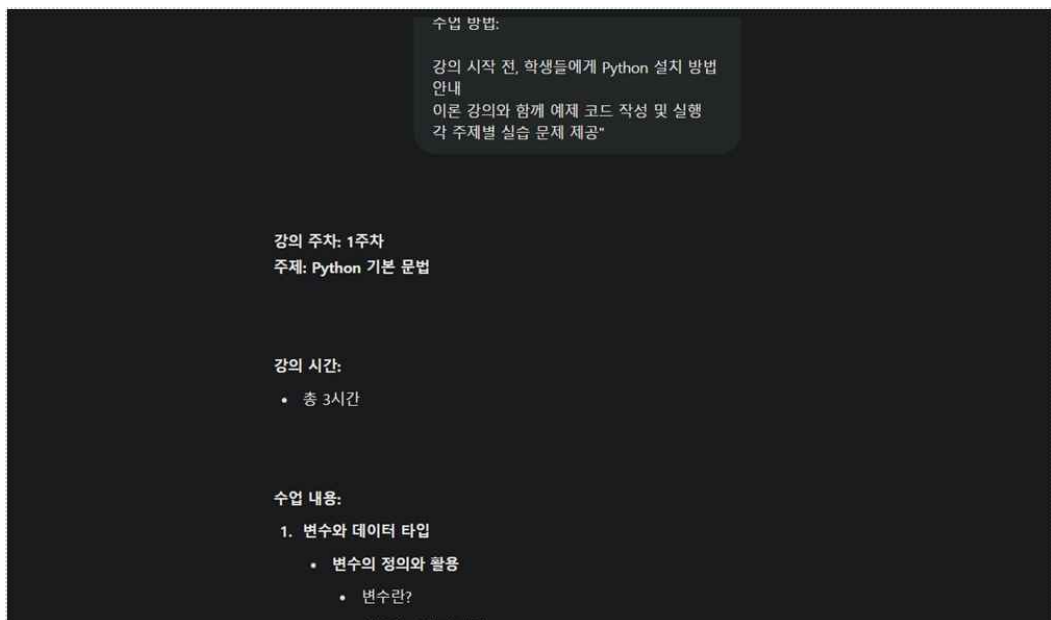 수업 방법:
강의 시작 전, 학생들에게 Python 설치 방법
안내
이론 강의와 함께 예제 코드 작성 및 실행
각 주제별 실습 문제 제공"
강의 주차: 1주차
주제: Python 기본 문법
강의 시간:
• 총 3시간
수업 내용:
1. 변수와 데이터 타입
• 변수의 정의와 활용
• 변수란?